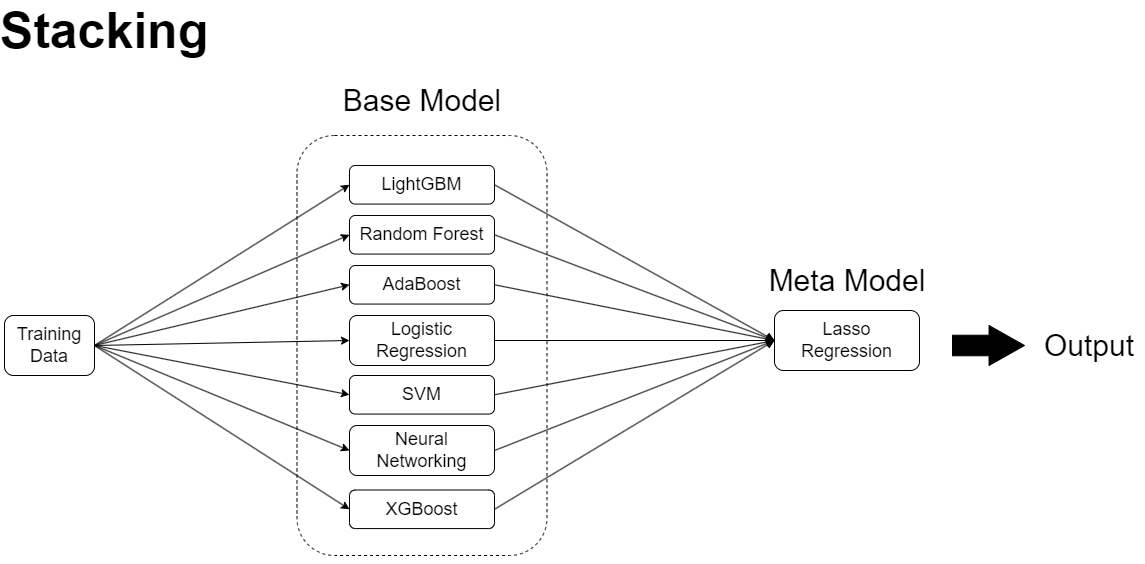 Stacking
Base Model
LightGBM
Random Forest
AdaBoost
Logistic
Regression
SVM
Neural
Networking
XGBoost
Training
Data
Meta Model
Lasso
Regression
Output